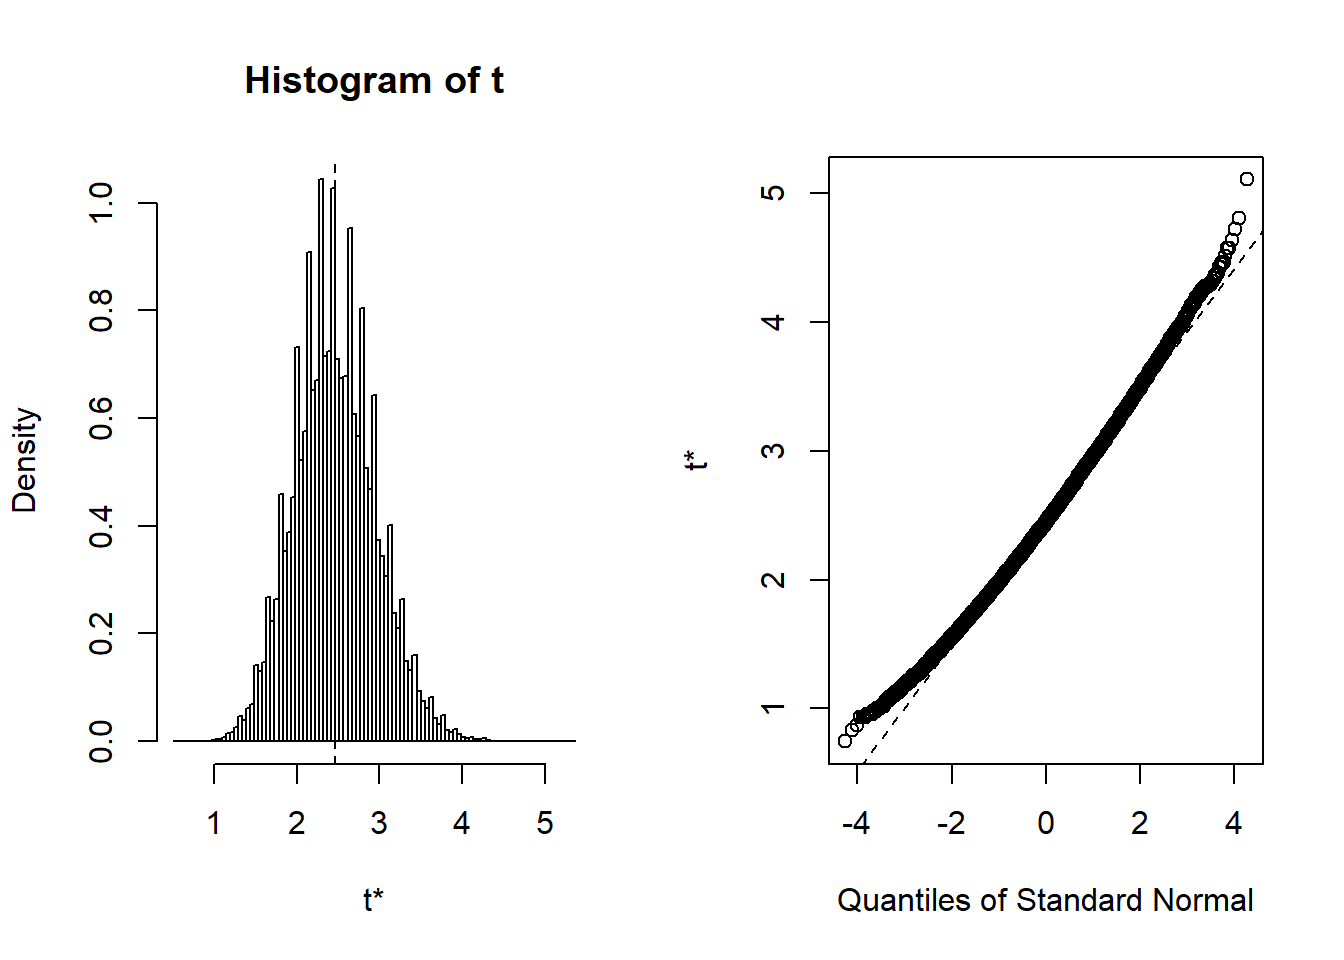 Histogram of t
Density
0.0 0.2 0.4 0.6 0.8 1.0
1 2 3 4 5
t*
t*
1 2 3 4 5
-4 -2 0 2 4
Quantiles of Standard Normal